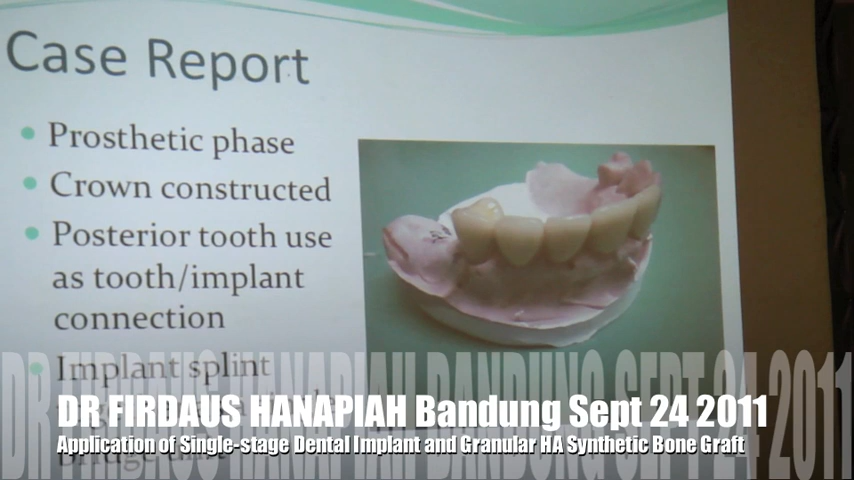 Case Report
Prosthetic phase
Crown constructed
Posterior tooth use
as tooth/implant
connection
Implant splint
DR FIRDAUS HANAPIAH BANDUNG SEPT 24 2011
DR FIRDAUS HANAPIAH Bandung Sept 24 2011
Application of Single-stage Dental Implant and Granular HA Synthetic Bone Graft